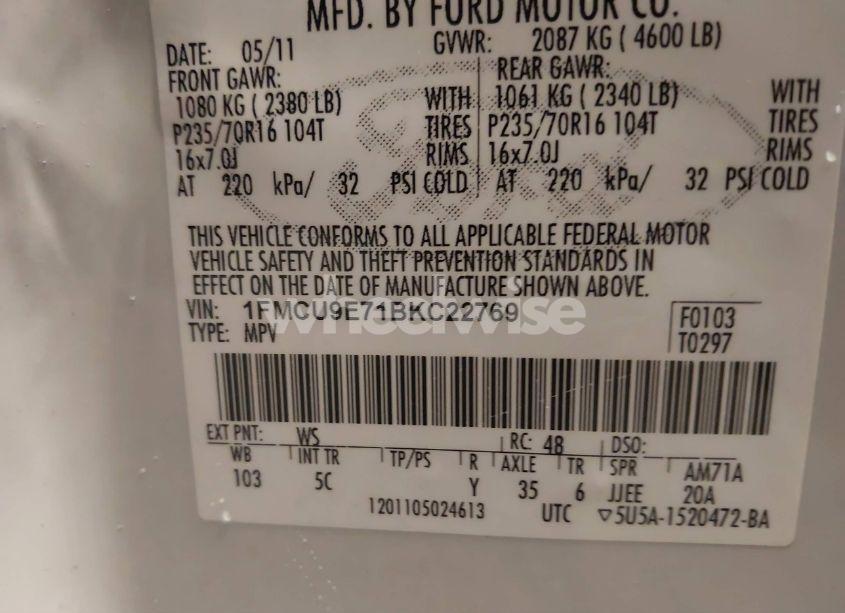 MFD. BY FORD MOTOR CO.
DATE: 05/11 GVWR: 2087 KG ( 4600 LB)
FRONT GAWR: REAR GAWR:
1080 KG ( 2380 LB) WITH 1061 KG ( 2340 LB) WITH
P235/70R16 104T TIRES P235/70R16 104T TIRES
16x7.0J RIMS 16x7.0J RIMS
AT 220 kPa/ 32 PSI COLD AT 220 kPa/ 32 PSI COLD
THIS VEHICLE CONFORMS TO ALL APPLICABLE FEDERAL MOTOR
VEHICLE SAFETY AND THEFT PREVENTION STANDARDS IN
EFFECT ON THE DATE OF MANUFACTURE SHOWN ABOVE.
VIN: 1FMCU9E71BKC22769 F0103
TYPE: MPV T0297
wheelwise
EXT PNT: WS RC: 48 DSO:
WB INT TR TP/PS R AXLE TR SPR AM71A
103 5C Y 35 6 JJEE 20A
1201105024613 UTC ▽5U5A-1520472-BA